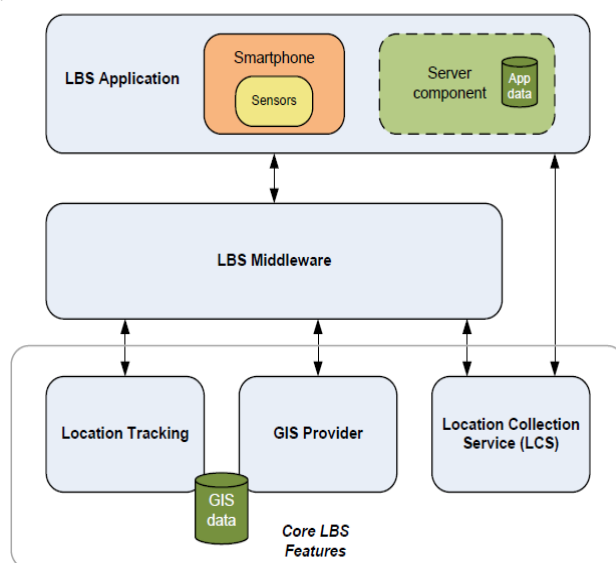 LBS Application
Smartphone
Sensors
Server
component
App
data
LBS Middleware
Location Tracking
GIS Provider
Location Collection
Service (LCS)
GIS
data
Core LBS
Features